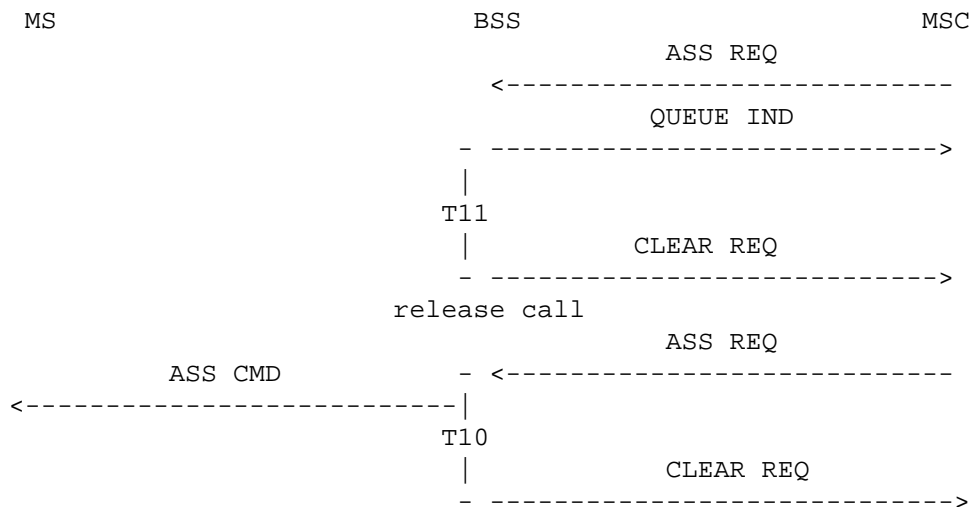 MS BSS MSC
ASS REQ
<----------------------------
QUEUE IND
- ---------------------------->
|
T11
| CLEAR REQ
- ---------------------------->
release call
ASS REQ
ASS CMD - <----------------------------
<---------------------------|
T10
| CLEAR REQ
- ----------------------------->